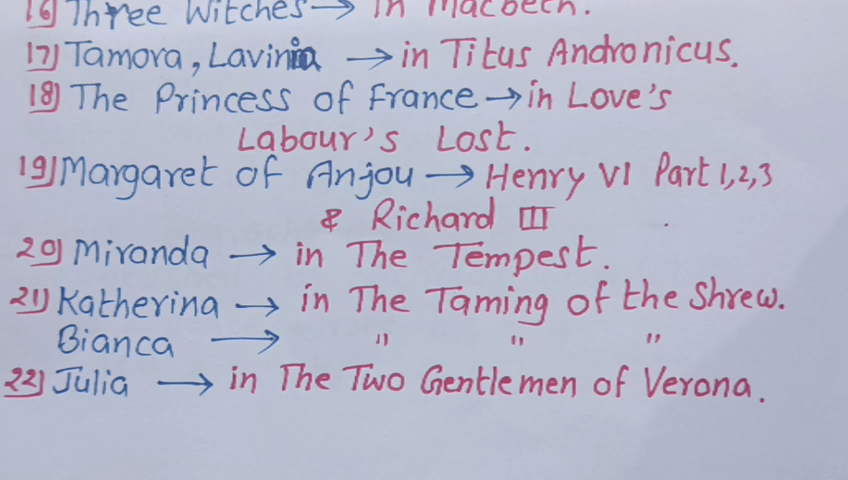 16) Three Witches → in Macbeth.
17) Tamora, Lavinia → in Titus Andronicus.
18) The Princess of France → in Love's
Labour's Lost.
19) Margaret of Anjou → Henry VI Part 1,2,3
& Richard III
20) Miranda → in The Tempest.
21) Katherina → in The Taming of the Shrew.
Bianca → " " "
22) Julia → in The Two Gentlemen of Verona.